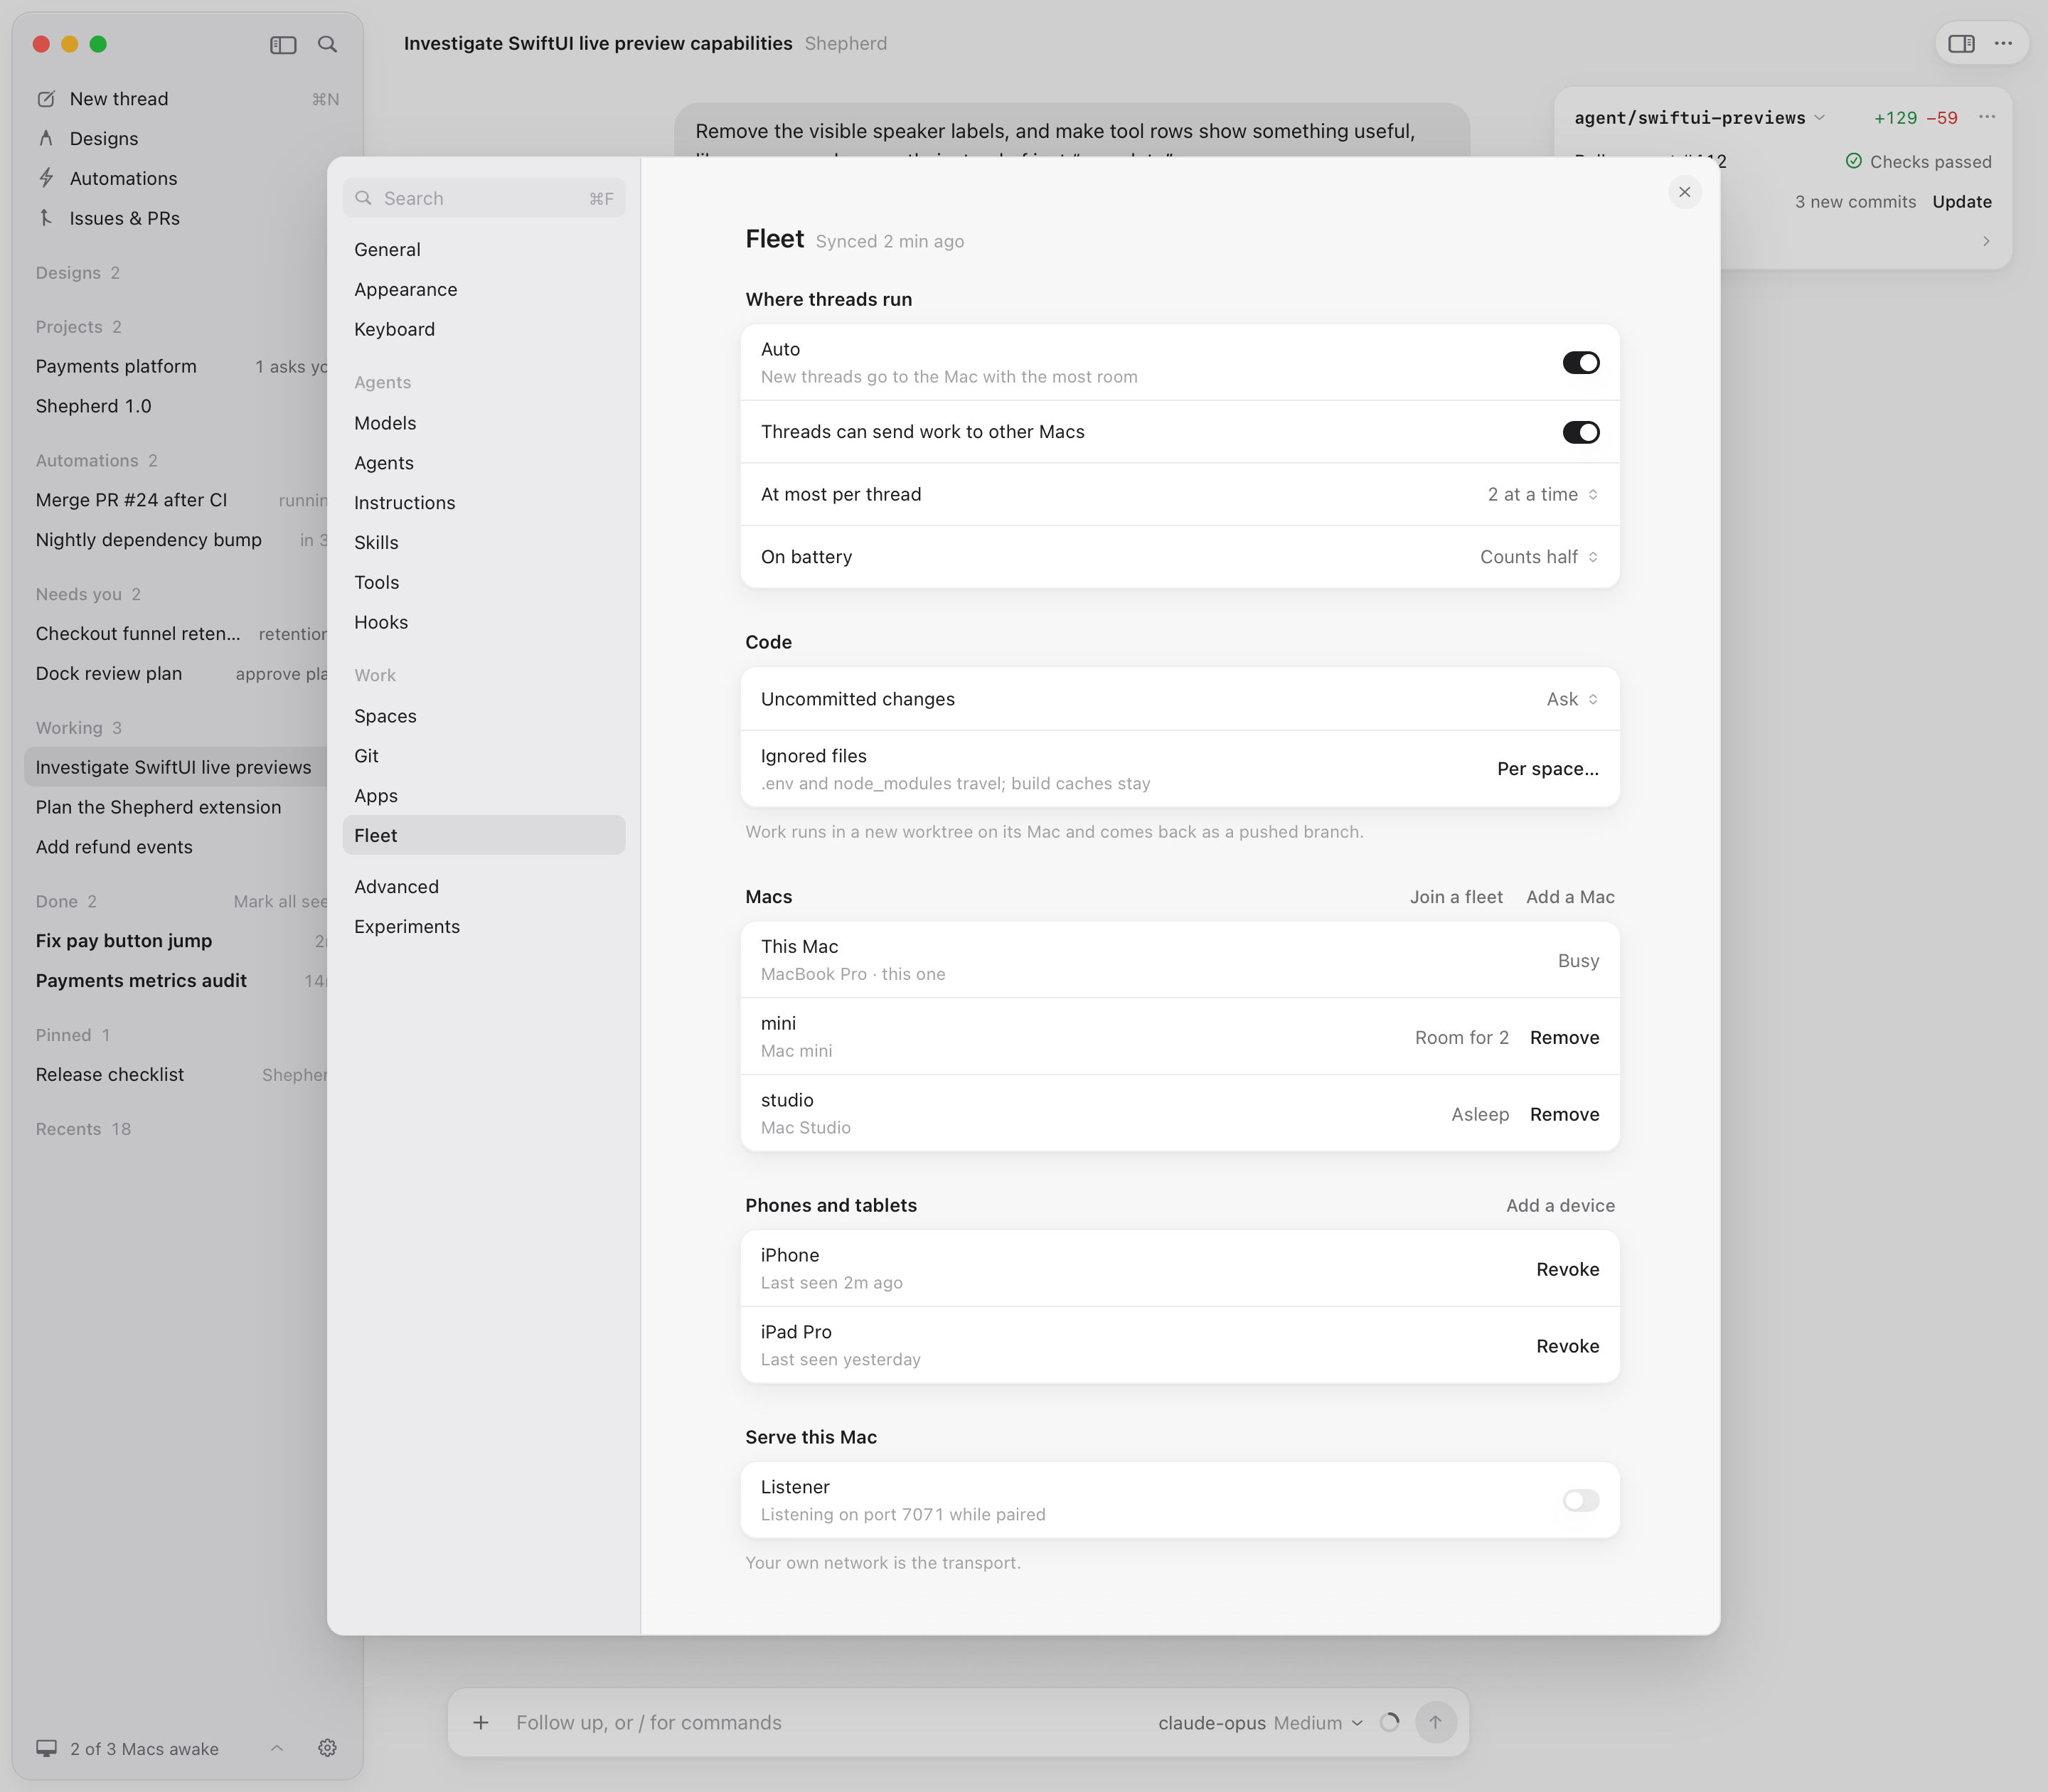 Investigate SwiftUI live preview capabilities Shepherd
New thread ⌘N
Designs
Automations
Issues & PRs
Designs 2
Projects 2
Payments platform 1 asks
Shepherd 1.0
Automations 2
Merge PR #24 after CI
Nightly dependency bump in 3
Needs you 2
Checkout funnel reten...
Dock review plan approve
Working 3
Investigate SwiftUI live previews
Plan the Shepherd extension
Add refund events
Done 2 Mark all
Fix pay button jump
Payments metrics audit
Pinned 1
Release checklist
Recents 18
2 of 3 Macs awake
Remove the visible speaker labels, and make tool rows show something useful,
agent/swiftui-previews +129 −59
Checks passed
3 new commits Update
Search ⌘F
General
Appearance
Keyboard
Agents
Models
Agents
Instructions
Skills
Tools
Hooks
Work
Spaces
Git
Apps
Fleet
Advanced
Experiments
Fleet Synced 2 min ago
Where threads run
Auto
New threads go to the Mac with the most room
Threads can send work to other Macs
At most per thread 2 at a time
On battery Counts half
Code
Uncommitted changes Ask
Ignored files
.env and node_modules travel; build caches stay
Per space...
Work runs in a new worktree on its Mac and comes back as a pushed branch.
Macs Join a fleet Add a Mac
This Mac
MacBook Pro · this one
Busy
mini
Mac mini
Room for 2 Remove
studio
Mac Studio
Asleep Remove
Phones and tablets Add a device
iPhone
Last seen 2m ago
Revoke
iPad Pro
Last seen yesterday
Revoke
Serve this Mac
Listener
Listening on port 7071 while paired
Your own network is the transport.
Follow up, or / for commands claude-opus Medium